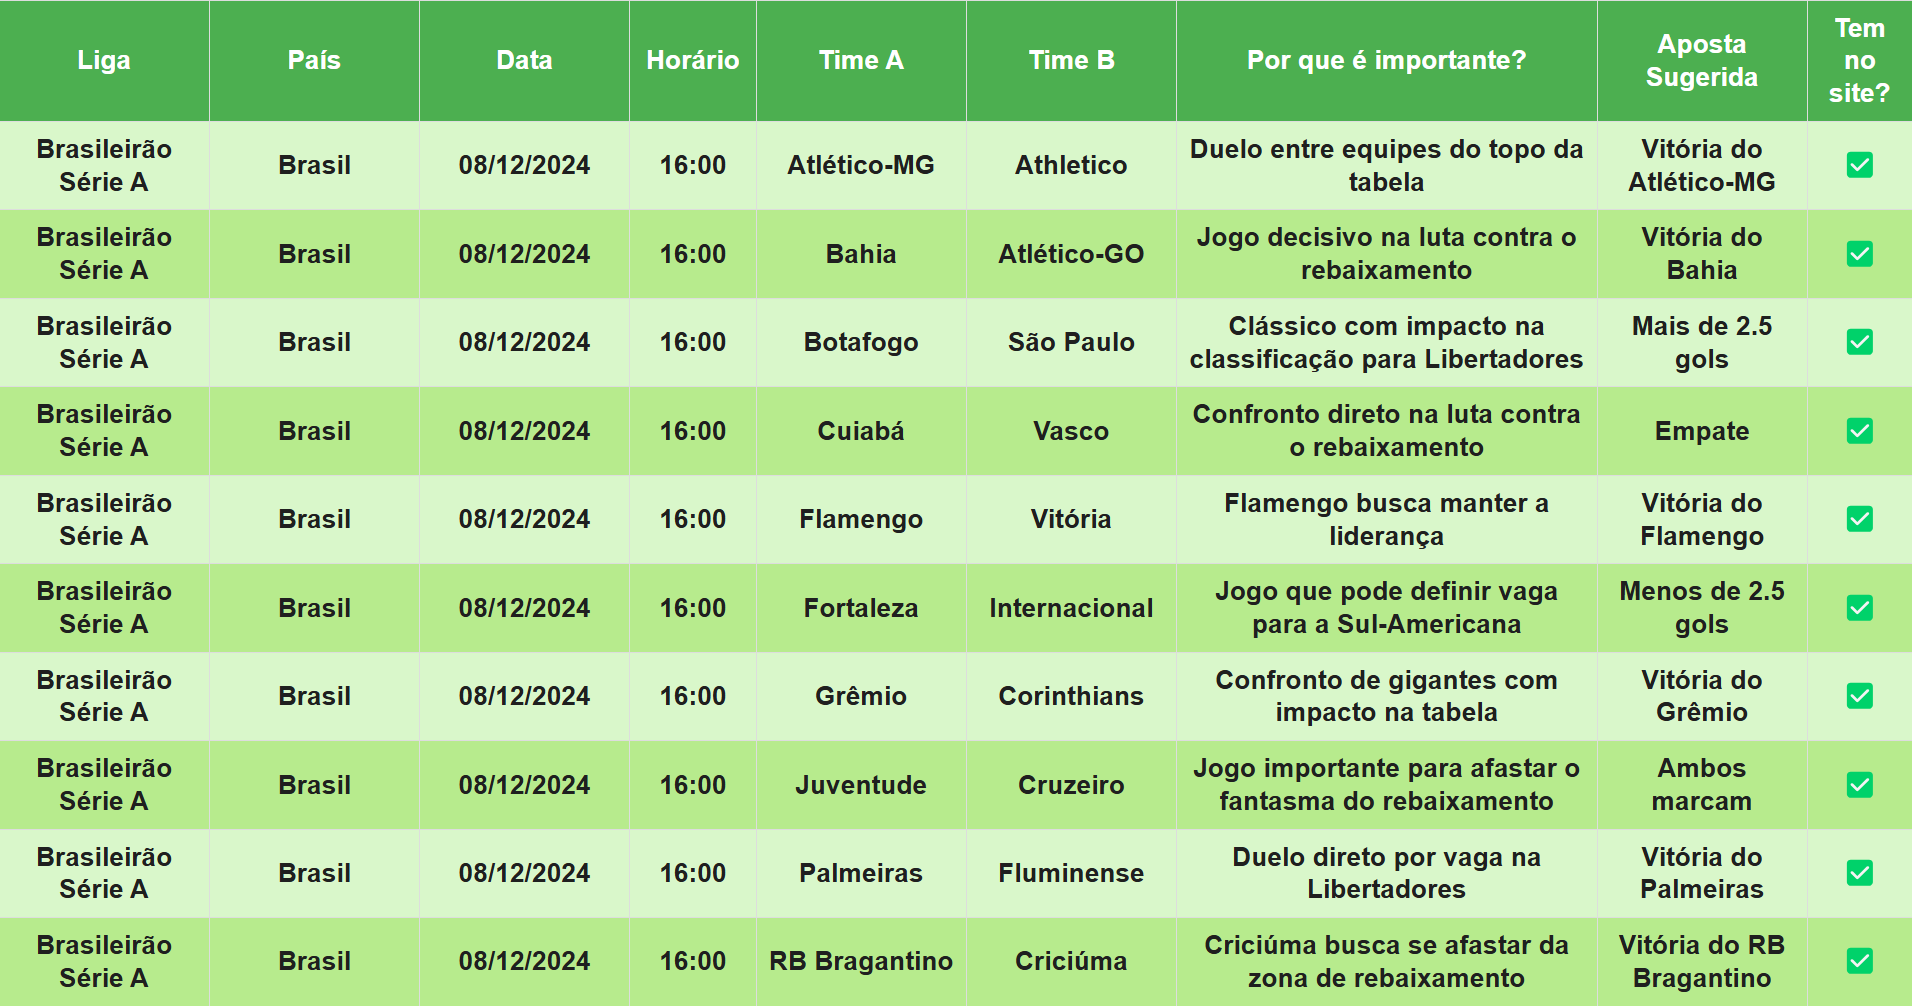 Liga País Data Horário Time A Time B Por que é importante? Aposta Sugerida Tem no site?
Brasileirão Série A Brasil 08/12/2024 16:00 Atlético-MG Athletico Duelo entre equipes do topo da tabela Vitória do Atlético-MG
Brasileirão Série A Brasil 08/12/2024 16:00 Bahia Atlético-GO Jogo decisivo na luta contra o rebaixamento Vitória do Bahia
Brasileirão Série A Brasil 08/12/2024 16:00 Botafogo São Paulo Clássico com impacto na classificação para Libertadores Mais de 2.5 gols
Brasileirão Série A Brasil 08/12/2024 16:00 Cuiabá Vasco Confronto direto na luta contra o rebaixamento Empate
Brasileirão Série A Brasil 08/12/2024 16:00 Flamengo Vitória Flamengo busca manter a liderança Vitória do Flamengo
Brasileirão Série A Brasil 08/12/2024 16:00 Fortaleza Internacional Jogo que pode definir vaga para a Sul-Americana Menos de 2.5 gols
Brasileirão Série A Brasil 08/12/2024 16:00 Grêmio Corinthians Confronto de gigantes com impacto na tabela Vitória do Grêmio
Brasileirão Série A Brasil 08/12/2024 16:00 Juventude Cruzeiro Jogo importante para afastar o fantasma do rebaixamento Ambos marcam
Brasileirão Série A Brasil 08/12/2024 16:00 Palmeiras Fluminense Duelo direto por vaga na Libertadores Vitória do Palmeiras
Brasileirão Série A Brasil 08/12/2024 16:00 RB Bragantino Criciúma Criciúma busca se afastar da zona de rebaixamento Vitória do RB Bragantino